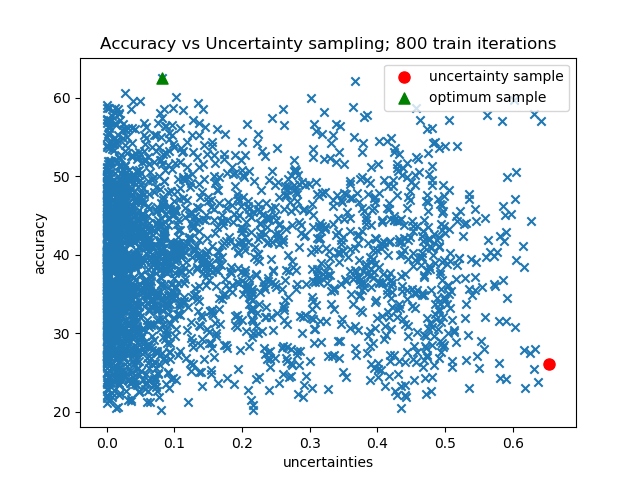 Accuracy vs Uncertainty sampling; 800 train iterations
uncertainty sample
optimum sample
60
50
40
30
20
accuracy
0.0 0.1 0.2 0.3 0.4 0.5 0.6
uncertainties